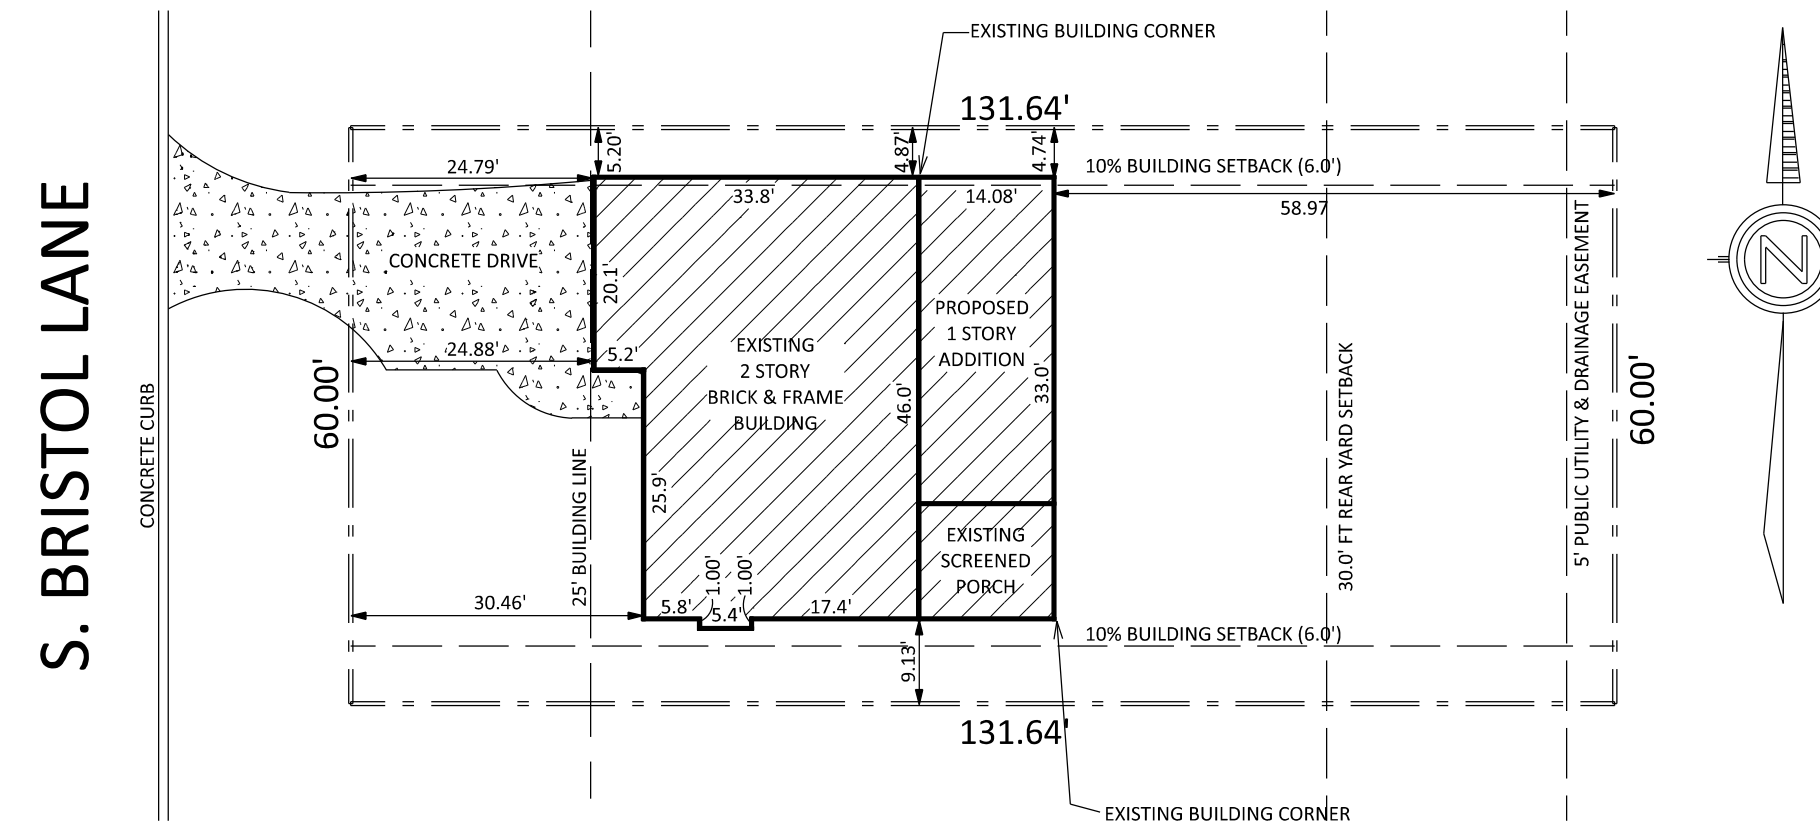 EXISTING BUILDING CORNER
131.64'
5.20'
4.87'
4.74'
24.79'
10% BUILDING SETBACK (6.0')
33.8'
14.08'
58.97
S. BRISTOL LANE
CONCRETE CURB
CONCRETE DRIVE
20.1'
24.88'
5.2'
60.00'
EXISTING
2 STORY
BRICK & FRAME
BUILDING
46.0'
PROPOSED
1 STORY
ADDITION
33.0'
30.0' FT REAR YARD SETBACK
5' PUBLIC UTILITY & DRAINAGE EASEMENT
60.00'
N
25' BUILDING LINE
25.9'
EXISTING
SCREENED
PORCH
30.46'
5.8'
1.00'
5.4'
1.00'
17.4'
9.13'
10% BUILDING SETBACK (6.0')
131.64'
EXISTING BUILDING CORNER